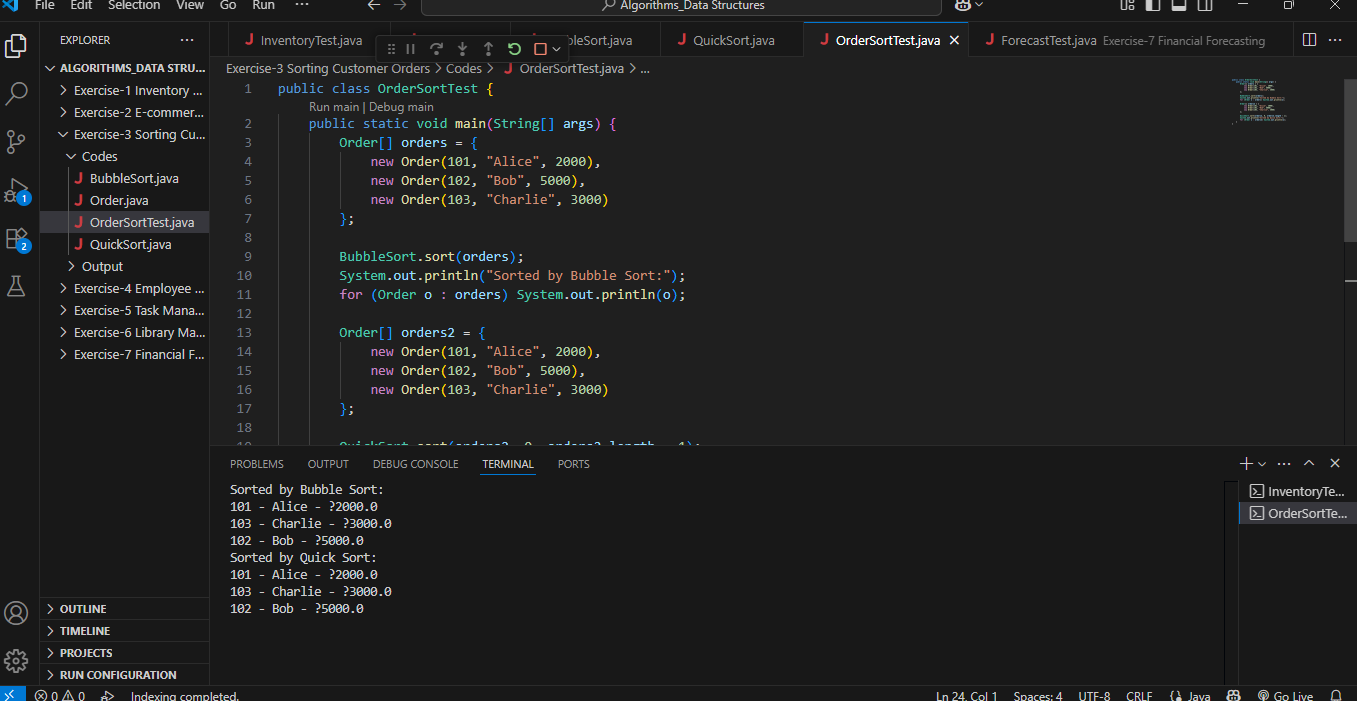 File Edit Selection View Go Run ··· Algorithms_Data Structures
EXPLORER ···
ALGORITHMS_DATA STRU...
Exercise-1 Inventory ...
Exercise-2 E-commer...
Exercise-3 Sorting Cu...
Codes
BubbleSort.java
Order.java
OrderSortTest.java
QuickSort.java
Output
Exercise-4 Employee ...
Exercise-5 Task Mana...
Exercise-6 Library Ma...
Exercise-7 Financial F...
OUTLINE
TIMELINE
PROJECTS
RUN CONFIGURATION
1
2
InventoryTest.java bleSort.java QuickSort.java OrderSortTest.java ForecastTest.java Exercise-7 Financial Forecasting ···
Exercise-3 Sorting Customer Orders > Codes > OrderSortTest.java > ...
1 public class OrderSortTest {
Run main | Debug main
2 public static void main(String[] args) {
3 Order[] orders = {
4 new Order(101, "Alice", 2000),
5 new Order(102, "Bob", 5000),
6 new Order(103, "Charlie", 3000)
7 };
8
9 BubbleSort.sort(orders);
10 System.out.println("Sorted by Bubble Sort:");
11 for (Order o : orders) System.out.println(o);
12
13 Order[] orders2 = {
14 new Order(101, "Alice", 2000),
15 new Order(102, "Bob", 5000),
16 new Order(103, "Charlie", 3000)
17 };
18
19 QuickSort.sort(orders2, 0, orders2.length - 1);
PROBLEMS OUTPUT DEBUG CONSOLE TERMINAL PORTS
Sorted by Bubble Sort:
101 - Alice - ?2000.0
103 - Charlie - ?3000.0
102 - Bob - ?5000.0
Sorted by Quick Sort:
101 - Alice - ?2000.0
103 - Charlie - ?3000.0
102 - Bob - ?5000.0
InventoryTe...
OrderSortTe...
0 0 Indexing completed. Ln 24, Col 1 Spaces: 4 UTF-8 CRLF {} Java Go Live